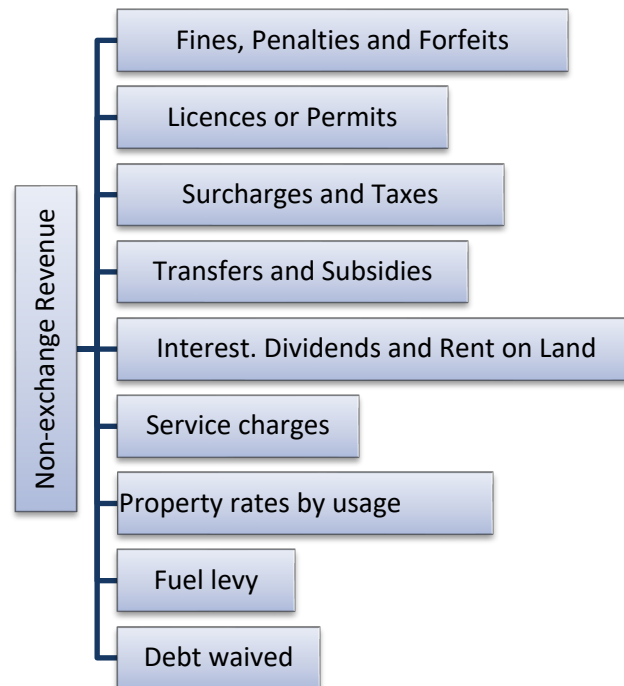 Non-exchange Revenue
Fines, Penalties and Forfeits
Licences or Permits
Surcharges and Taxes
Transfers and Subsidies
Interest. Dividends and Rent on Land
Service charges
Property rates by usage
Fuel levy
Debt waived